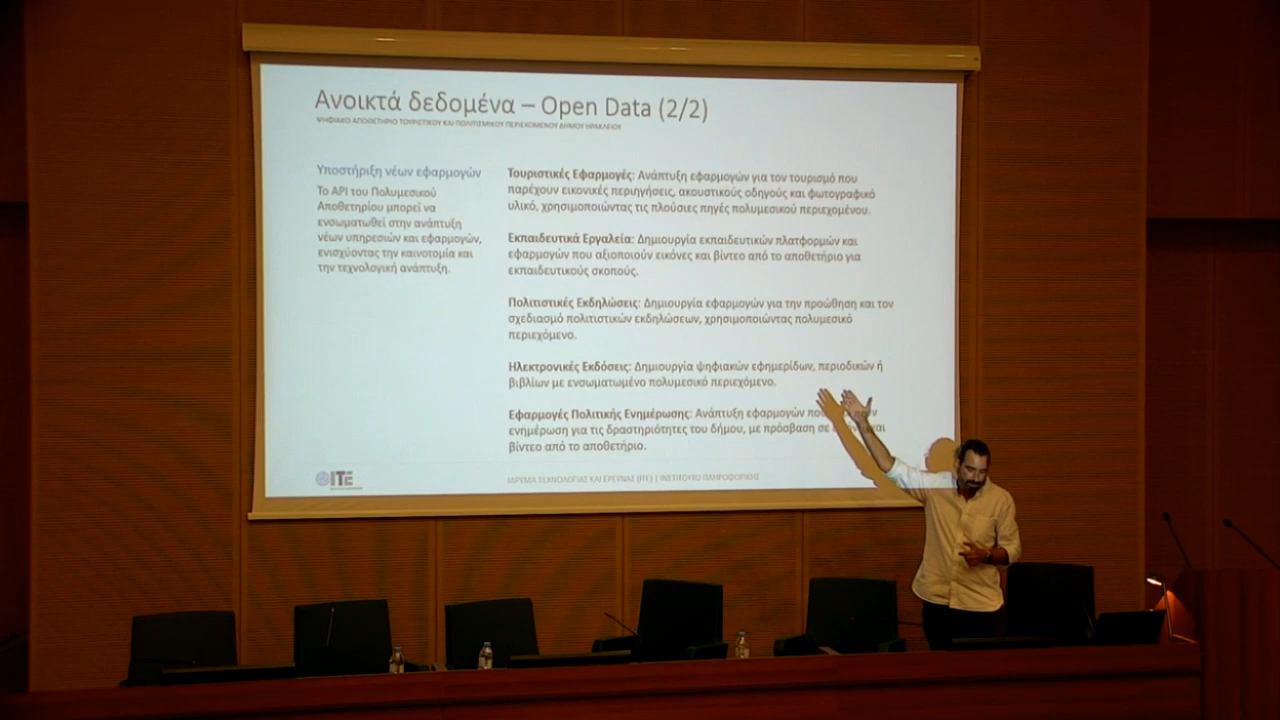 Ανοικτά δεδομένα – Open Data (2/2)
ΨΗΦΙΑΚΟ ΑΠΟΘΕΤΗΡΙΟ ΤΟΥΡΙΣΤΙΚΟΥ ΚΑΙ ΠΟΛΙΤΙΣΜΙΚΟΥ ΠΕΡΙΕΧΟΜΕΝΟΥ ΔΗΜΟΥ ΗΡΑΚΛΕΙΟΥ
Υποστήριξη νέων εφαρμογών
Το API του Πολυμεσικού
Αποθετηρίου μπορεί να
ενσωματωθεί στην ανάπτυξη
νέων υπηρεσιών και εφαρμογών,
ενισχύοντας την καινοτομία και
την τεχνολογική ανάπτυξη.
Τουριστικές Εφαρμογές: Ανάπτυξη εφαρμογών για τον τουρισμό που
παρέχουν εικονικές περιηγήσεις, ακουστικούς οδηγούς και φωτογραφικό
υλικό, χρησιμοποιώντας τις πλούσιες πηγές πολυμεσικού περιεχομένου.
Εκπαιδευτικά Εργαλεία: Δημιουργία εκπαιδευτικών πλατφορμών και
εφαρμογών που αξιοποιούν εικόνες και βίντεο από το αποθετήριο για
εκπαιδευτικούς σκοπούς.
Πολιτιστικές Εκδηλώσεις: Δημιουργία εφαρμογών για την προώθηση και τον
σχεδιασμό πολιτιστικών εκδηλώσεων, χρησιμοποιώντας πολυμεσικό
περιεχόμενο.
Ηλεκτρονικές Εκδόσεις: Δημιουργία ψηφιακών εφημερίδων, περιοδικών ή
βιβλίων με ενσωματωμένο πολυμεσικό περιεχόμενο.
Εφαρμογές Πολιτικής Ενημέρωσης: Ανάπτυξη εφαρμογών που
ενημέρωση για τις δραστηριότητες του δήμου, με πρόσβαση σε και
βίντεο από το αποθετήριο.
ΙΤΕ
ΙΔΡΥΜΑ ΤΕΧΝΟΛΟΓΙΑΣ ΚΑΙ ΕΡΕΥΝΑΣ (ΙΤΕ) | ΙΝΣΤΙΤΟΥΤΟ ΠΛΗΡΟΦΟΡΙΚΗΣ